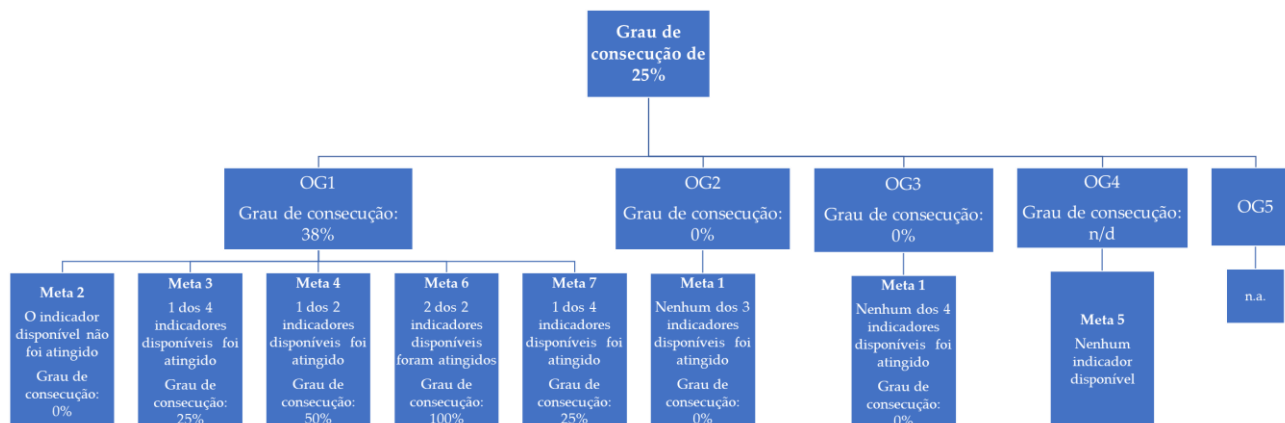 Grau de
consecução de
25%
OG1
Grau de consecução:
38%
OG2
Grau de consecução:
0%
OG3
Grau de consecução:
0%
OG4
Grau de consecução:
n/d
OG5
Meta 2
O indicador
disponível não
foi atingido
Grau de
consecução:
0%
Meta 3
1 dos 4
indicadores
disponíveis foi
atingido
Grau de
consecução:
25%
Meta 4
1 dos 2
indicadores
disponíveis foi
atingido
Grau de
consecução:
50%
Meta 6
2 dos 2
indicadores
disponíveis
foram atingidos
Grau de
consecução:
100%
Meta 7
1 dos 4
indicadores
disponíveis foi
atingido
Grau de
consecução:
25%
Meta 1
Nenhum dos 3
indicadores
disponíveis foi
atingido
Grau de
consecução:
0%
Meta 1
Nenhum dos 4
indicadores
disponíveis foi
atingido
Grau de
consecução:
0%
Meta 5
Nenhum
indicador
disponível
n.a.